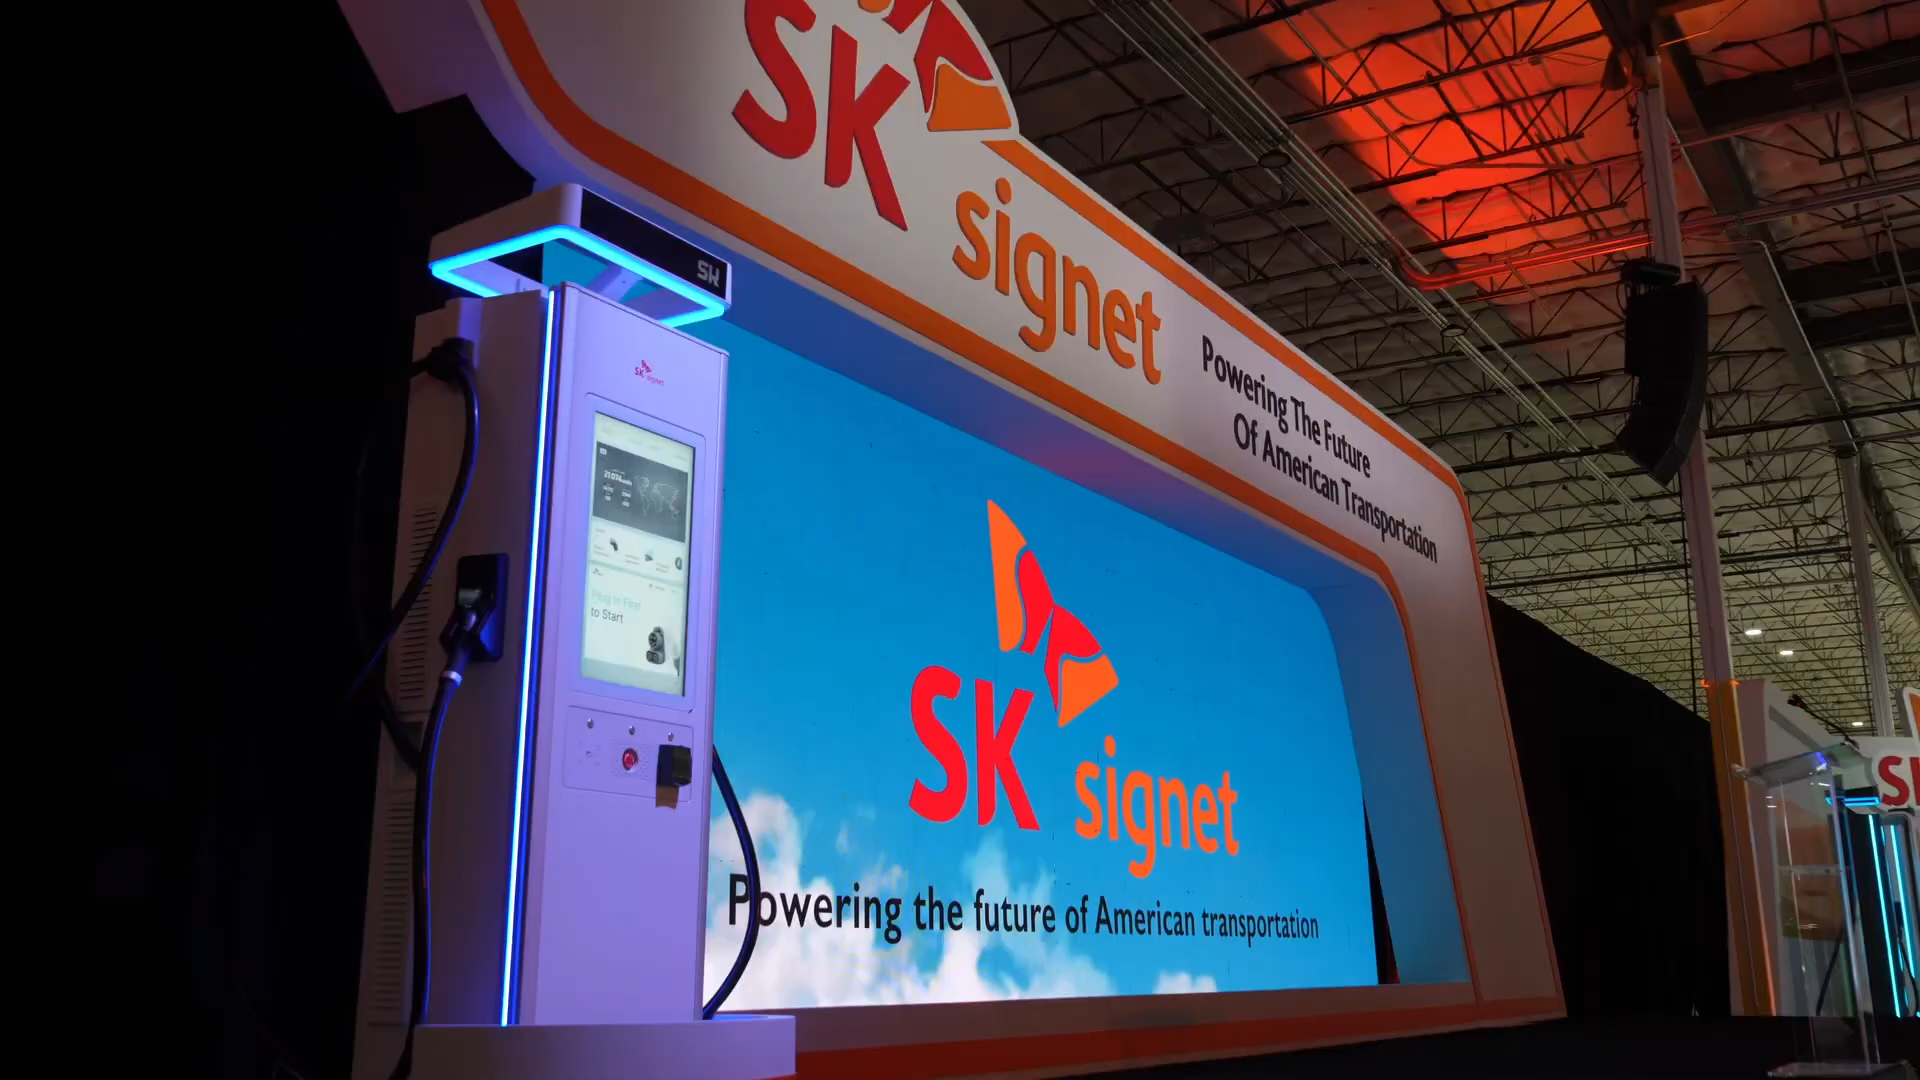 SK
signet
Powering The Future
Of American Transportation
SK
SK signet
Plug in First
to Start
SK
signet
Powering the future of American transportation